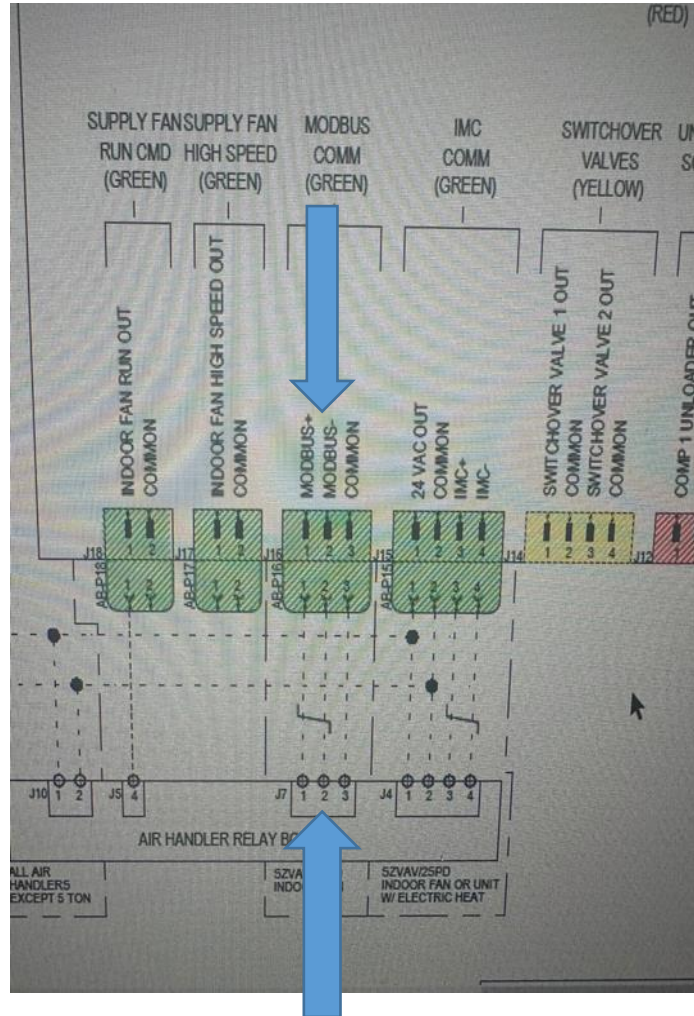 (RED)
SUPPLY FAN
RUN CMD
(GREEN)
SUPPLY FAN
HIGH SPEED
(GREEN)
MODBUS
COMM
(GREEN)
IMC
COMM
(GREEN)
SWITCHOVER
VALVES
(YELLOW)
INDOOR FAN RUN OUT
COMMON
INDOOR FAN HIGH SPEED OUT
COMMON
MODBUS+
MODBUS-
COMMON
24 VAC OUT
COMMON
IMC+
IMC-
SWITCHOVER VALVE 1 OUT
COMMON
SWITCHOVER VALVE 2 OUT
COMMON
COMP 1 UNLOADER OUT
1 2
1 2
1 2 3
1 2 3 4
1 2 3 4
1
J18 J17 J16 J15 J14 J12
AB-P18 AB-P17 AB-P16 AB-P15
1 2
1 2
1 2 3
1 2 3 4
J10 1 2
J5 4
J7 1 2 3
J4 1 2 3 4
AIR HANDLER RELAY
ALL AIR
HANDLERS
EXCEPT 5 TON
SZVAV/2SPD
INDOOR FAN OR UNIT
W/ ELECTRIC HEAT